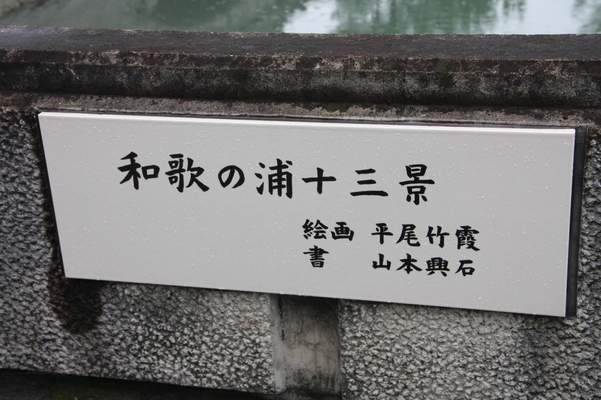 和歌の浦十三景
絵画 平尾竹霞
書 山本興石